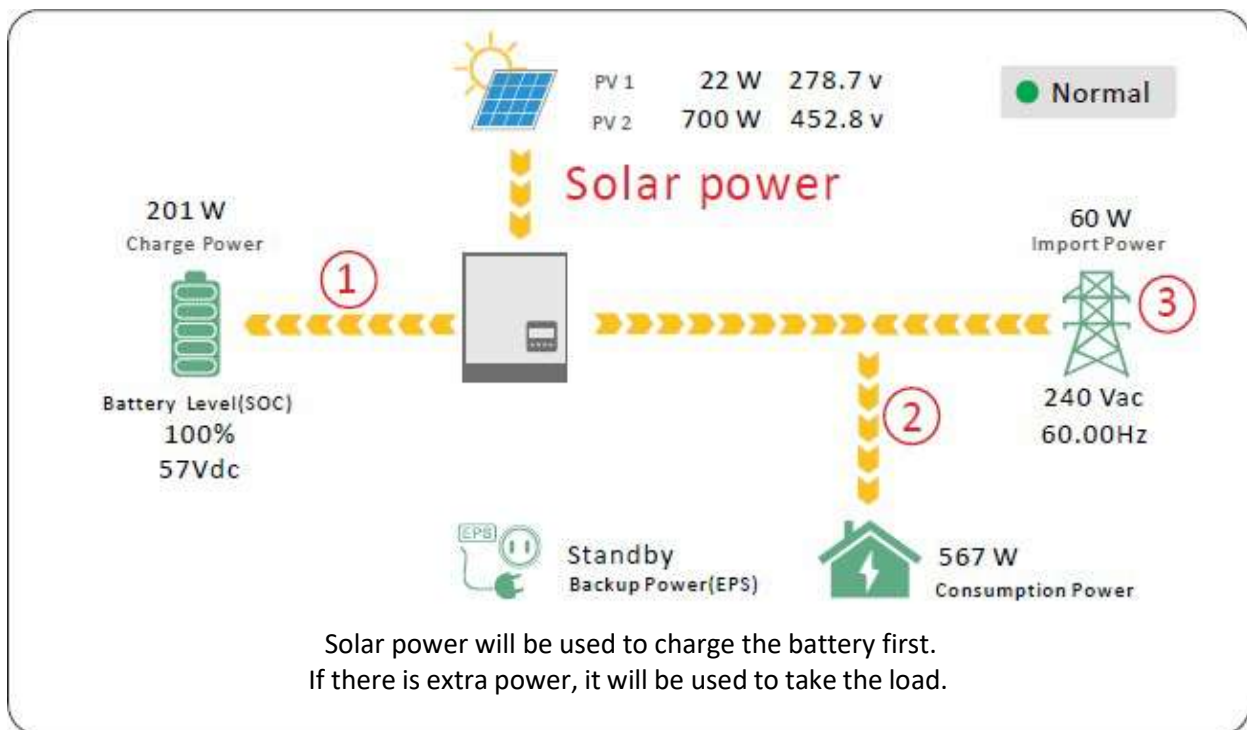 PV 1 22 W 278.7 v
PV 2 700 W 452.8 v
Normal
Solar power
201 W
Charge Power
60 W
Import Power
1
3
2
Battery Level(SOC)
100%
57Vdc
240 Vac
60.00Hz
EPS
Standby
Backup Power(EPS)
567 W
Consumption Power
Solar power will be used to charge the battery first.
If there is extra power, it will be used to take the load.